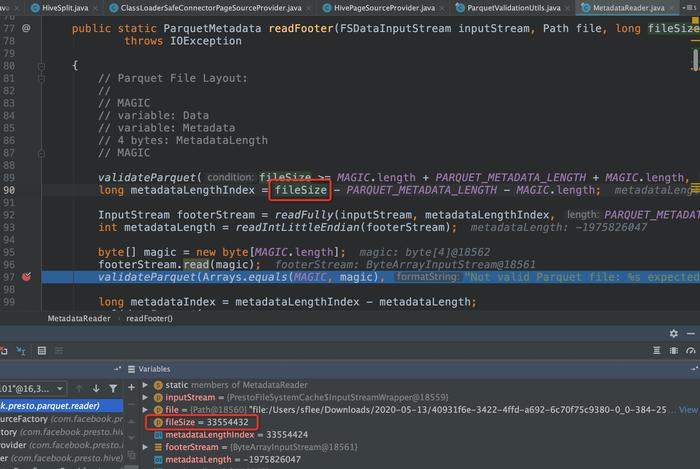 HiveSplit.java × ClassLoaderSafeConnectorPageSourceProvider.java × HivePageSourceProvider.java × ParquetValidationUtils.java × MetadataReader.java ×
77 @ public static ParquetMetadata readFooter(FSDataInputStream inputStream, Path file, long fileSize
78 throws IOException
79
80 {
81 // Parquet File Layout:
82 //
83 // MAGIC
84 // variable: Data
85 // variable: Metadata
86 // 4 bytes: MetadataLength
87 // MAGIC
88
89 validateParquet( condition: fileSize >= MAGIC.length + PARQUET_METADATA_LENGTH + MAGIC.length,
90 long metadataLengthIndex = fileSize - PARQUET_METADATA_LENGTH - MAGIC.length; metadataLeng
91
92 InputStream footerStream = readFully(inputStream, metadataLengthIndex, length: PARQUET_METAD
93 int metadataLength = readIntLittleEndian(footerStream); metadataLength: -1975826047
94
95 byte[] magic = new byte[MAGIC.length]; magic: byte[4]@18562
96 footerStream.read(magic); footerStream: ByteArrayInputStream@18561
97 validateParquet(Arrays.equals(MAGIC, magic), formatString: "Not valid Parquet file: %s expected
98
99 long metadataIndex = metadataLengthIndex - metadataLength;
MetadataReader › readFooter()
Variables
01"@16,3...
static members of MetadataReader
ok.presto.parquet.reader)
inputStream = {PrestoFileSystemCache$InputStreamWrapper@18559}
file = {Path@18560} "file:/Users/sflee/Downloads/2020-05-13/40931f6e-3422-4ffd-a692-6c70f75c9380-0_0-384-25... View
ourceFactory (com.facebook.pr
fileSize = 33554432
ctory (com.facebook.presto.hi
metadataLengthIndex = 33554424
rovider (com.facebook.presto.
footerStream = {ByteArrayInputStream@18561}
der (com.facebook.presto.hive)
metadataLength = -1975826047